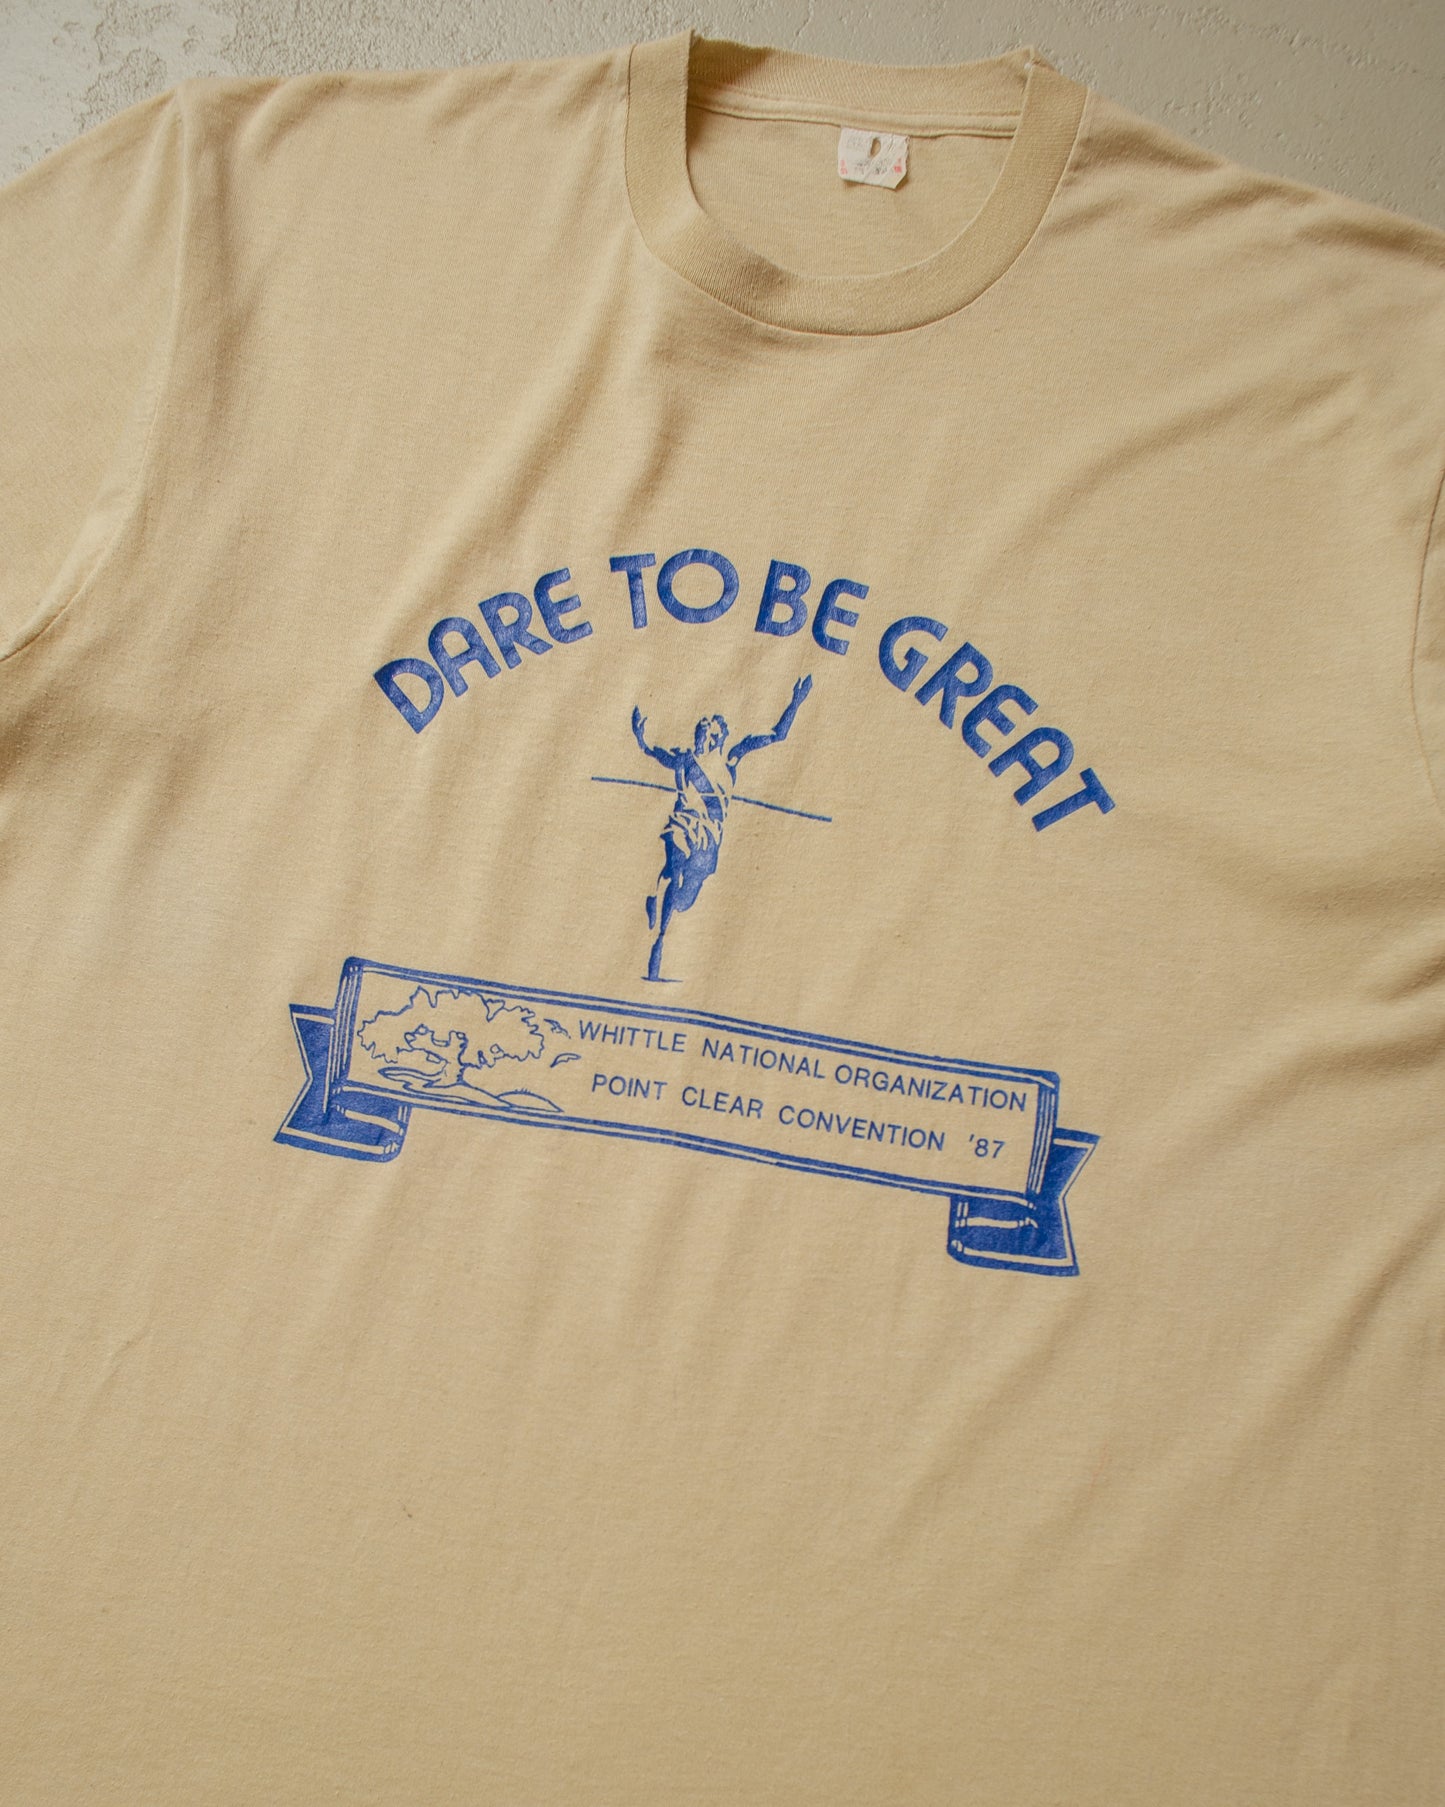 DARE TO BE GREAT
WHITTLE NATIONAL ORGANIZATION
POINT CLEAR CONVENTION '87